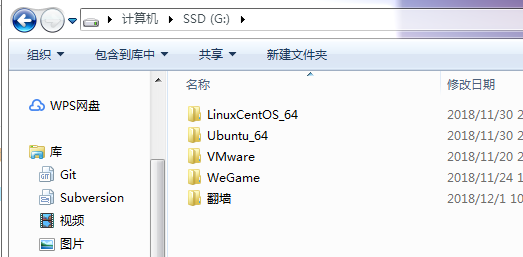 计算机 SSD (G:)
组织 包含到库中 共享 新建文件夹
名称 修改日期
WPS网盘
库
Git
Subversion
视频
图片
LinuxCentOS_64 2018/11/30 2
Ubuntu_64 2018/11/30 2
VMware 2018/11/20 2
WeGame 2018/11/24 1
翻墙 2018/12/1 10